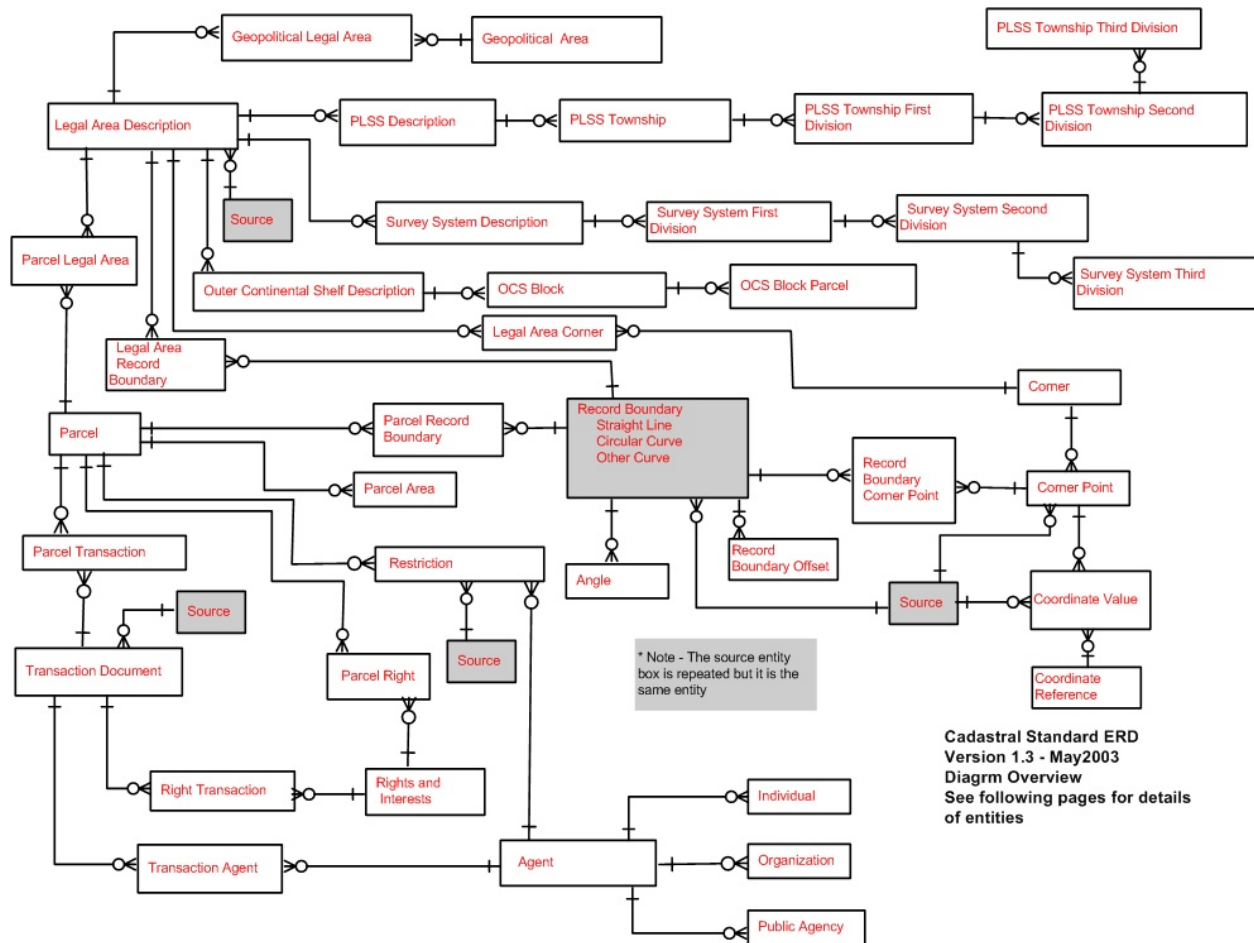 Geopolitical Legal Area
Geopolitical Area
PLSS Township Third Division
Legal Area Description
PLSS Description
PLSS Township
PLSS Township First
Division
PLSS Township Second
Division
Source
Survey System Description
Survey System First
Division
Survey System Second
Division
Parcel Legal Area
Outer Continental Shelf Description
OCS Block
OCS Block Parcel
Survey System Third
Division
Legal Area
Record
Boundary
Legal Area Corner
Corner
Parcel
Parcel Record
Boundary
Record Boundary
Straight Line
Circular Curve
Other Curve
Record
Boundary
Corner Point
Corner Point
Parcel Area
Parcel Transaction
Restriction
Angle
Record
Boundary Offset
Source
Coordinate Value
Source
Transaction Document
Parcel Right
Source
* Note - The source entity
box is repeated but it is the
same entity
Coordinate
Reference
Cadastral Standard ERD
Version 1.3 - May2003
Diagrm Overview
See following pages for details
of entities
Right Transaction
Rights and
Interests
Individual
Transaction Agent
Agent
Organization
Public Agency